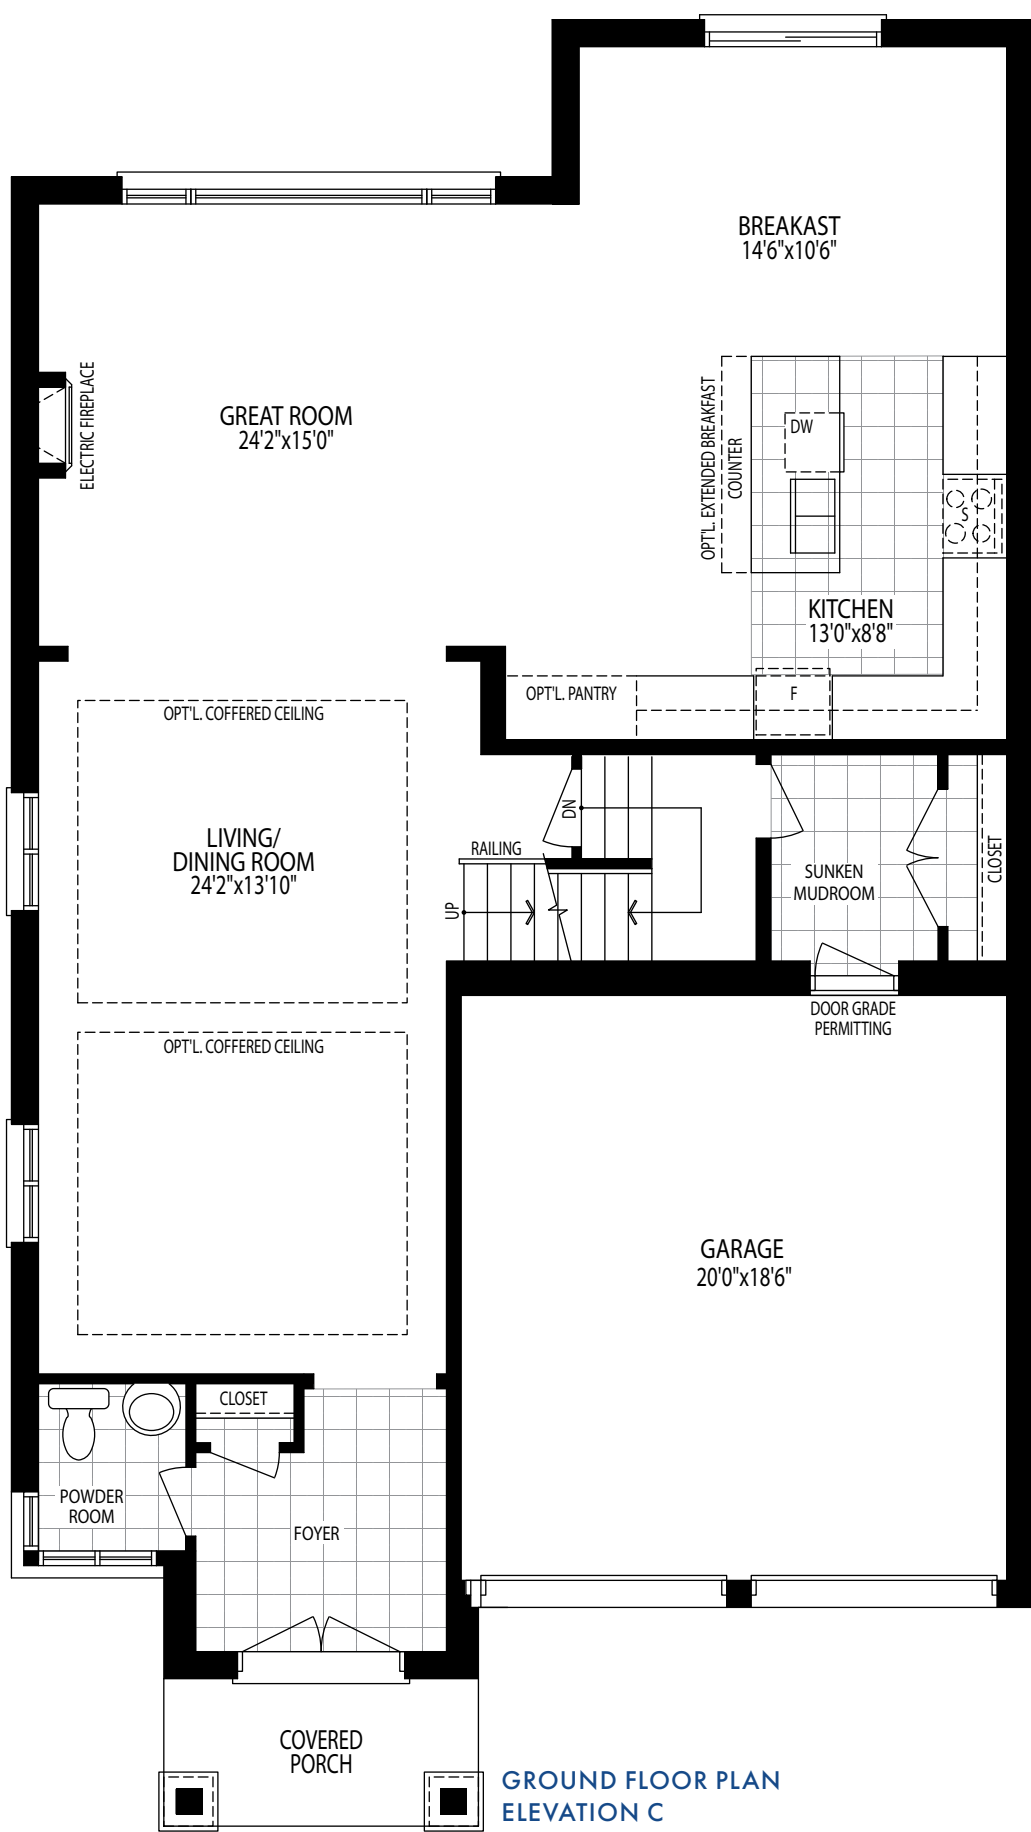 BREAKAST
14'6"x10'6"
ELECTRIC FIREPLACE
GREAT ROOM
24'2"x15'0"
OPT'L. EXTENDED BREAKFAST
COUNTER
DW
S
KITCHEN
13'0"x8'8"
OPT'L. PANTRY
F
OPT'L. COFFERED CEILING
LIVING/
DINING ROOM
24'2"x13'10"
RAILING
DN
UP
SUNKEN
MUDROOM
CLOSET
DOOR GRADE
PERMITTING
OPT'L. COFFERED CEILING
GARAGE
20'0"x18'6"
CLOSET
POWDER
ROOM
FOYER
COVERED
PORCH
GROUND FLOOR PLAN
ELEVATION C